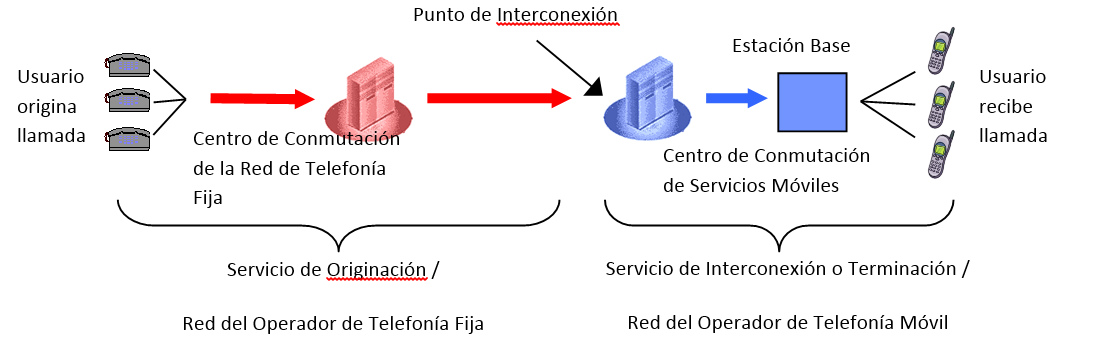 Punto de Interconexión
Estación Base
Usuario
origina
llamada
Usuario
recibe
llamada
Centro de Conmutación
de la Red de Telefonía
Fija
Centro de Conmutación
de Servicios Móviles
Servicio de Originación /
Red del Operador de Telefonía Fija
Servicio de Interconexión o Terminación /
Red del Operador de Telefonía Móvil